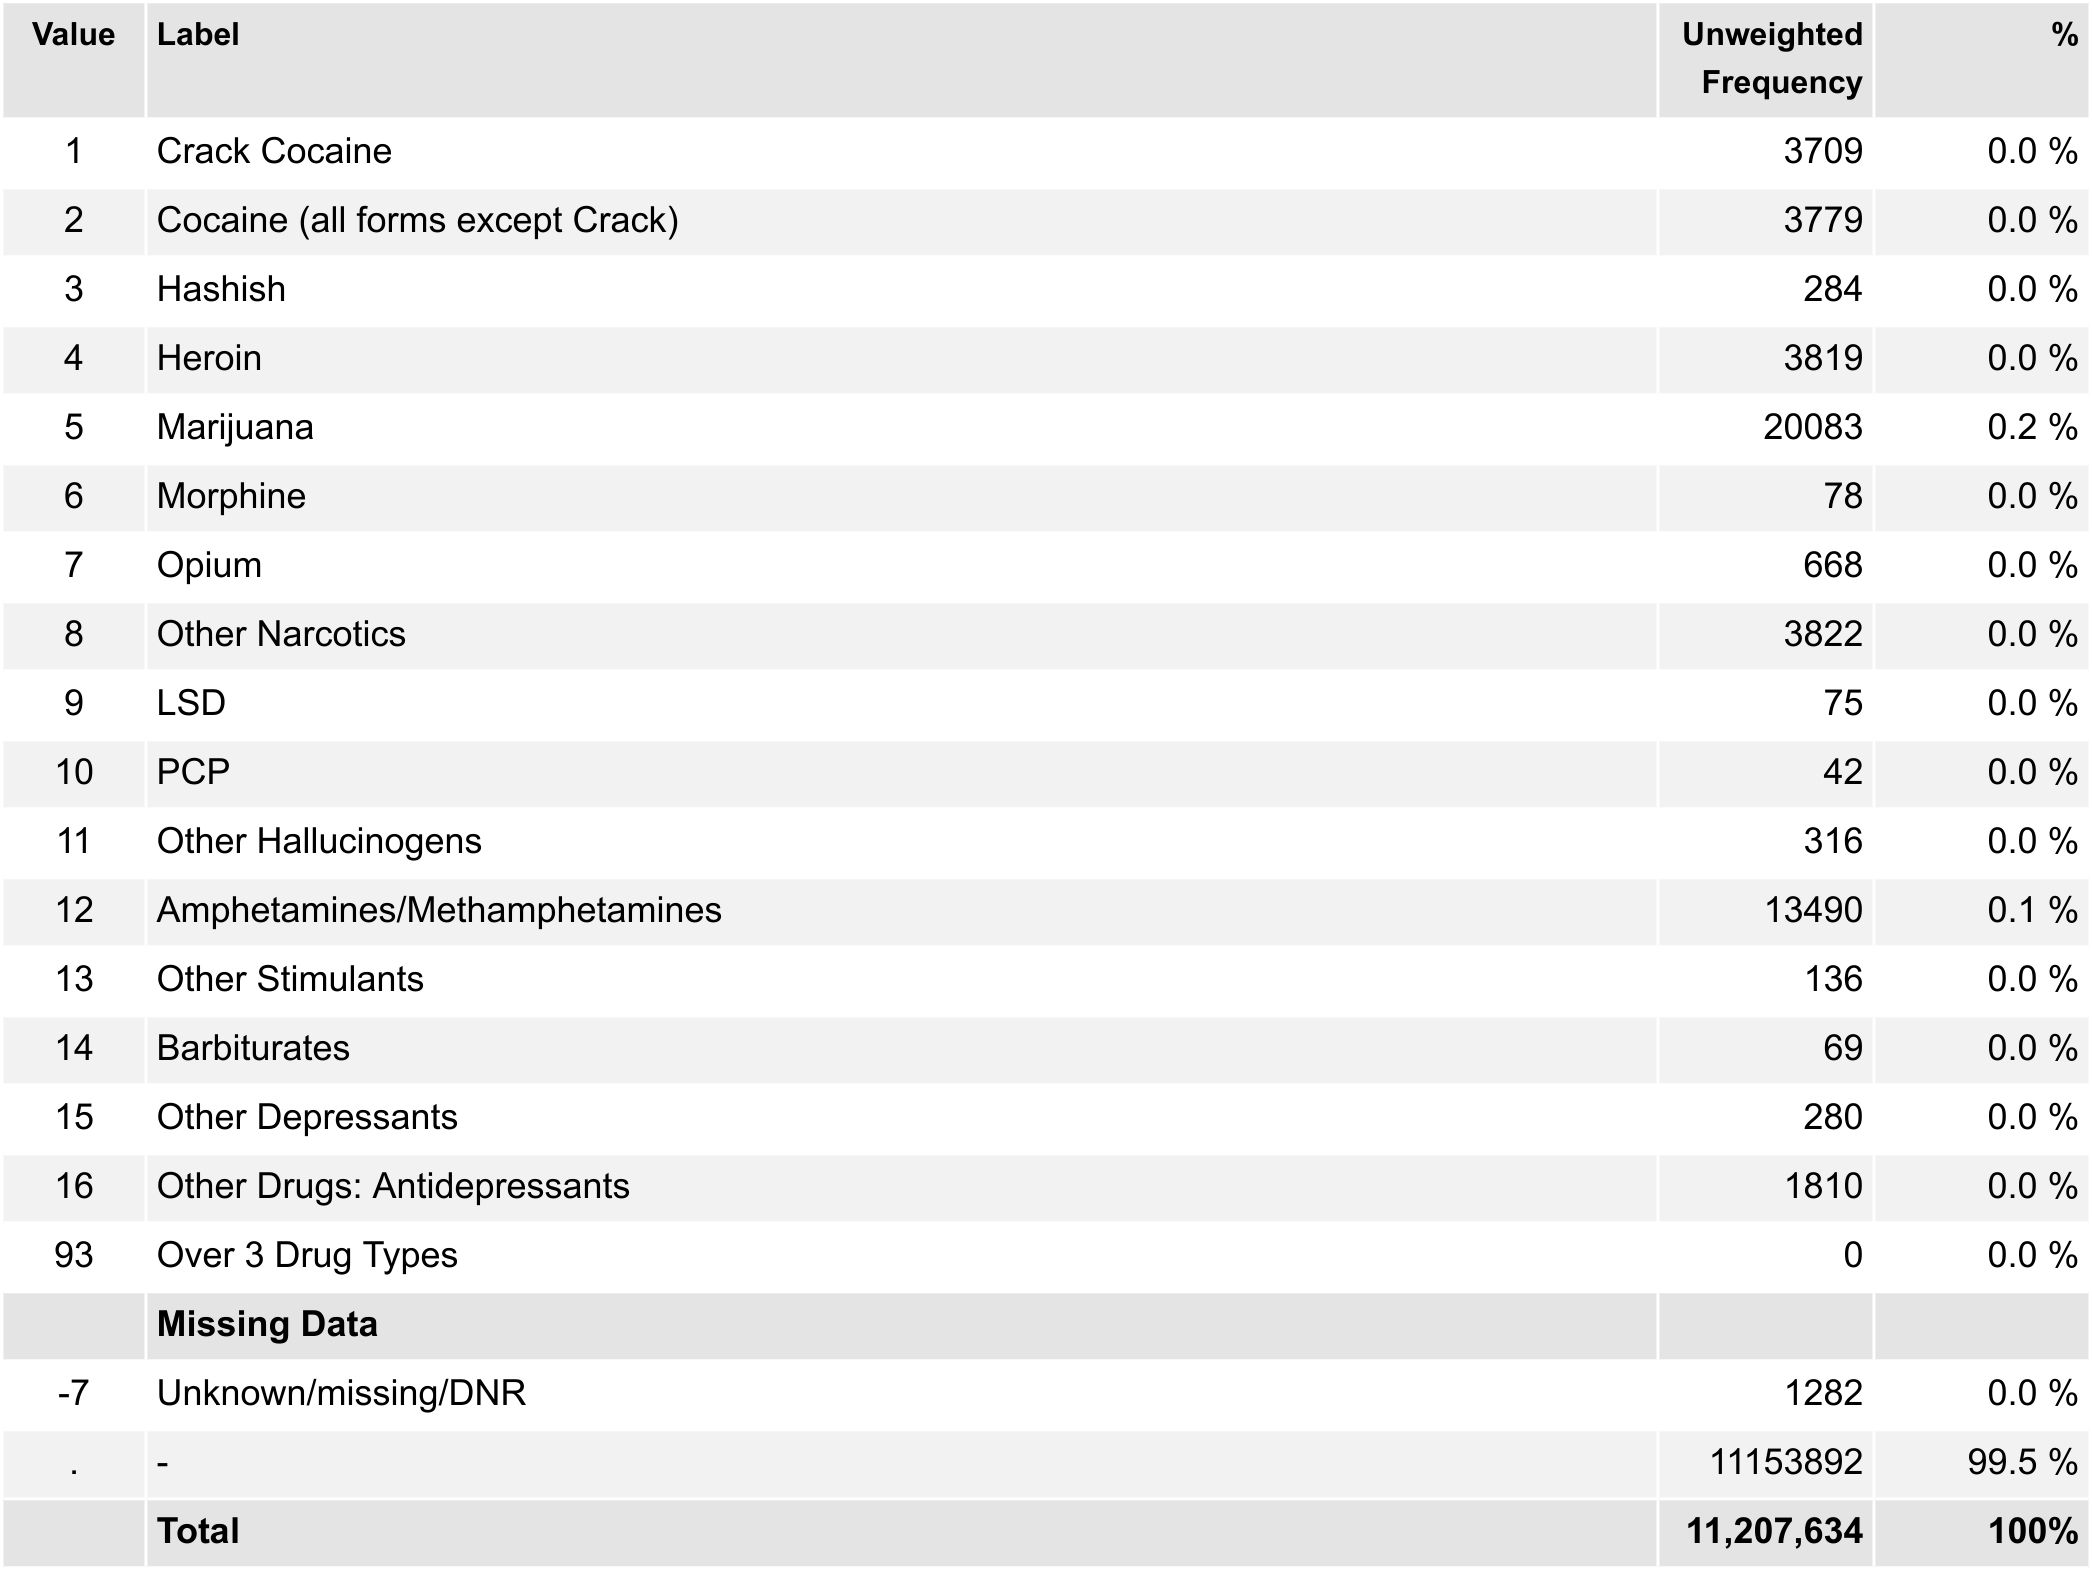 Value Label Unweighted Frequency %
1 Crack Cocaine 3709 0.0 %
2 Cocaine (all forms except Crack) 3779 0.0 %
3 Hashish 284 0.0 %
4 Heroin 3819 0.0 %
5 Marijuana 20083 0.2 %
6 Morphine 78 0.0 %
7 Opium 668 0.0 %
8 Other Narcotics 3822 0.0 %
9 LSD 75 0.0 %
10 PCP 42 0.0 %
11 Other Hallucinogens 316 0.0 %
12 Amphetamines/Methamphetamines 13490 0.1 %
13 Other Stimulants 136 0.0 %
14 Barbiturates 69 0.0 %
15 Other Depressants 280 0.0 %
16 Other Drugs: Antidepressants 1810 0.0 %
93 Over 3 Drug Types 0 0.0 %
Missing Data
-7 Unknown/missing/DNR 1282 0.0 %
. - 11153892 99.5 %
Total 11,207,634 100%